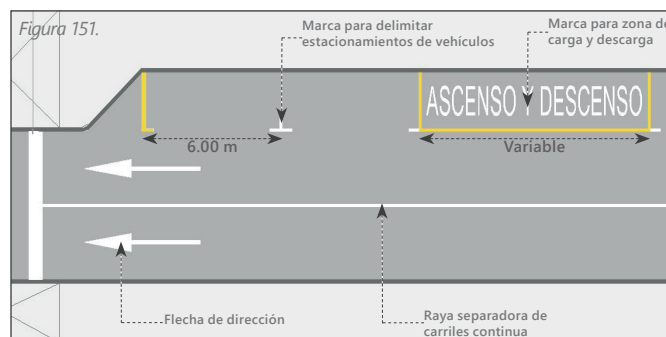 Figura 151.
Marca para delimitar
estacionamientos de vehículos
Marca para zona de
carga y descarga
ASCENSO Y DESCENSO
6.00 m
Variable
Flecha de dirección
Raya separadora de
carriles continua